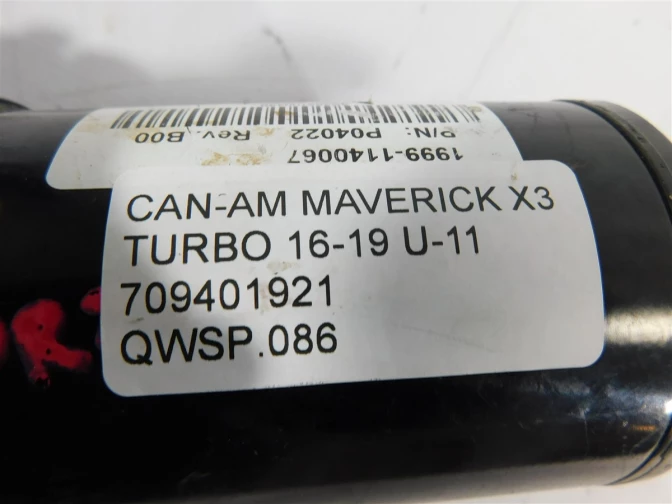 1999-1140067
P/N: P04022 Rev. B00
CAN-AM MAVERICK X3
TURBO 16-19 U-11
709401921
QWSP.086